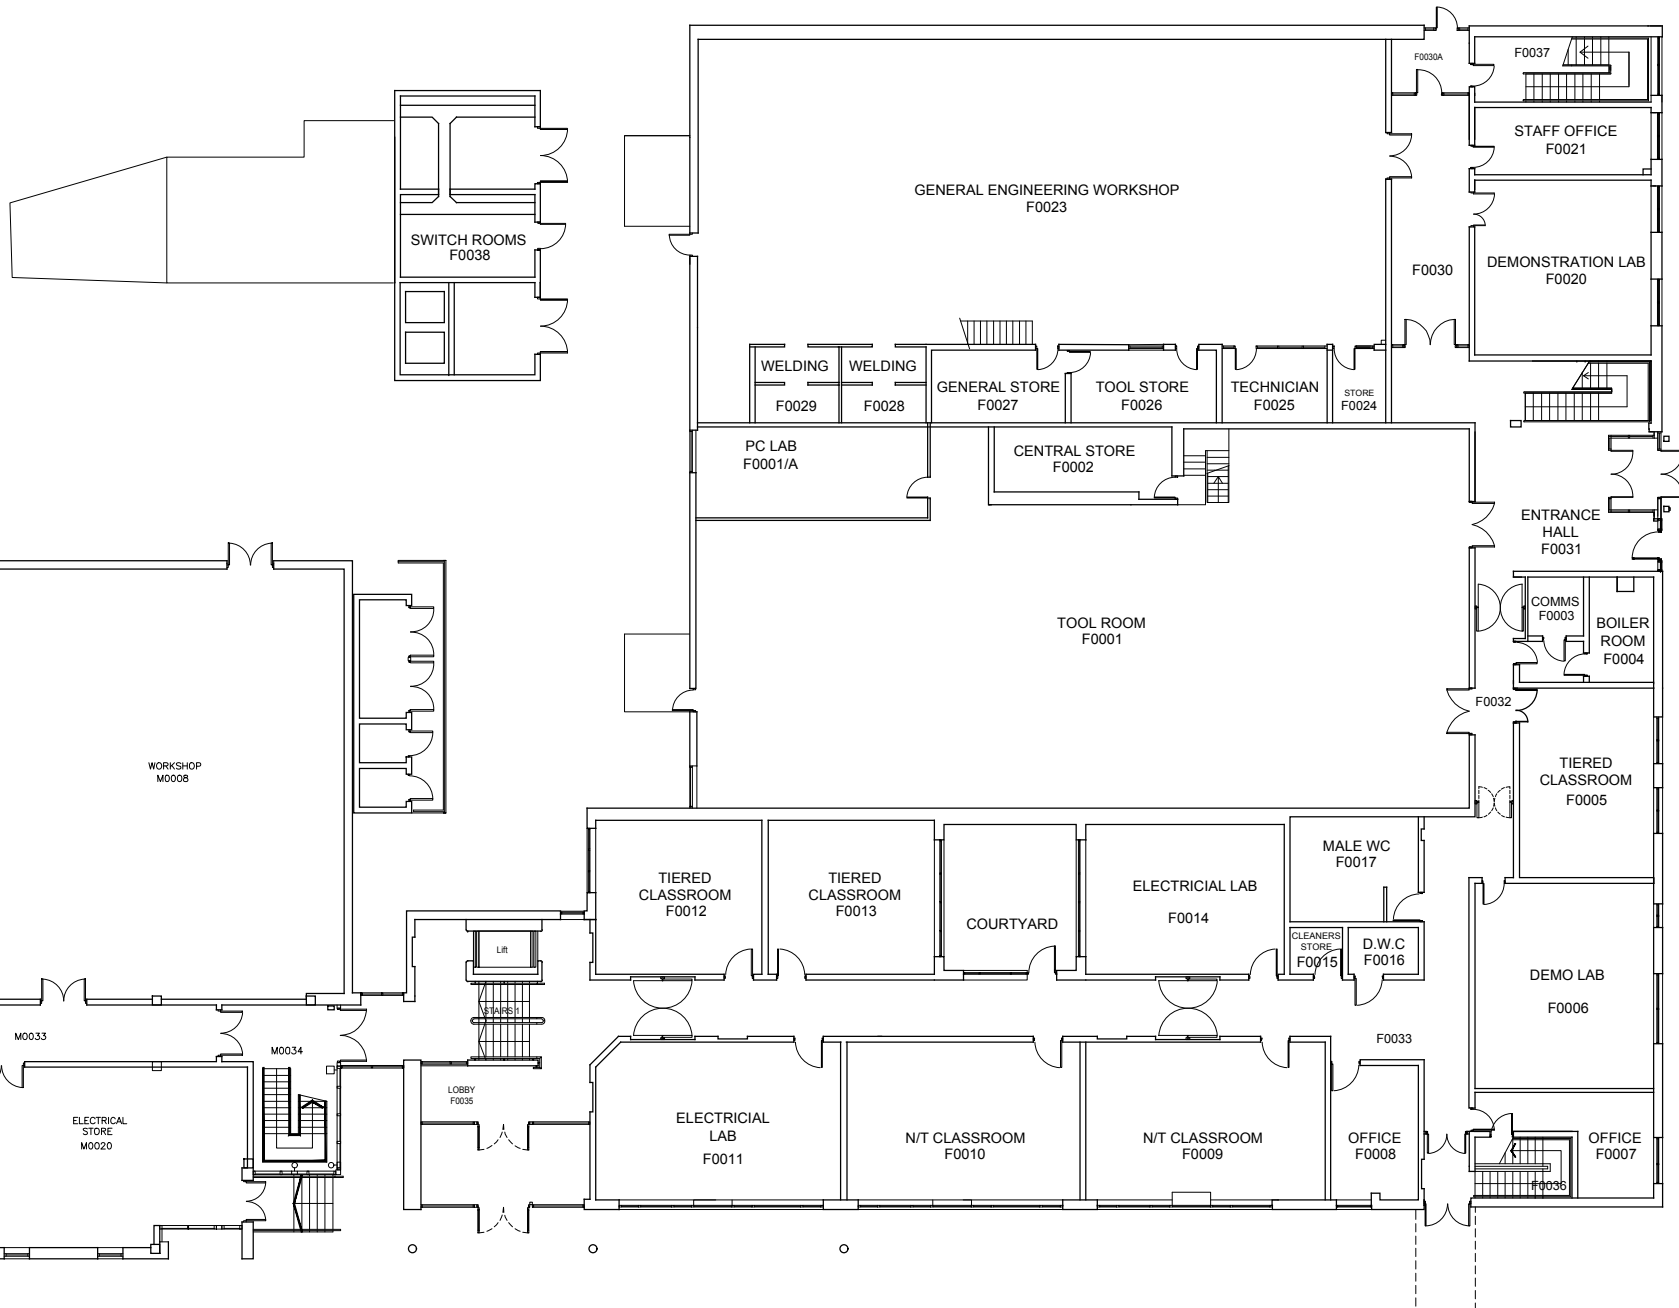 F0030A
F0037
STAFF OFFICE
F0021
GENERAL ENGINEERING WORKSHOP
F0023
SWITCH ROOMS
F0038
DEMONSTRATION LAB
F0020
F0030
WELDING
F0029
WELDING
F0028
GENERAL STORE
F0027
TOOL STORE
F0026
TECHNICIAN
F0025
STORE
F0024
PC LAB
F0001/A
CENTRAL STORE
F0002
ENTRANCE
HALL
F0031
COMMS
F0003
BOILER
ROOM
F0004
TOOL ROOM
F0001
F0032
WORKSHOP
M0008
TIERED
CLASSROOM
F0005
TIERED
CLASSROOM
F0012
TIERED
CLASSROOM
F0013
COURTYARD
ELECTRICIAL LAB
F0014
MALE WC
F0017
CLEANERS
STORE
F0015
D.W.C
F0016
DEMO LAB
F0006
Lift
STAIRS 1
M0033
M0034
F0033
LOBBY
F0035
ELECTRICAL
STORE
M0020
ELECTRICIAL
LAB
F0011
N/T CLASSROOM
F0010
N/T CLASSROOM
F0009
OFFICE
F0008
OFFICE
F0007
F0036